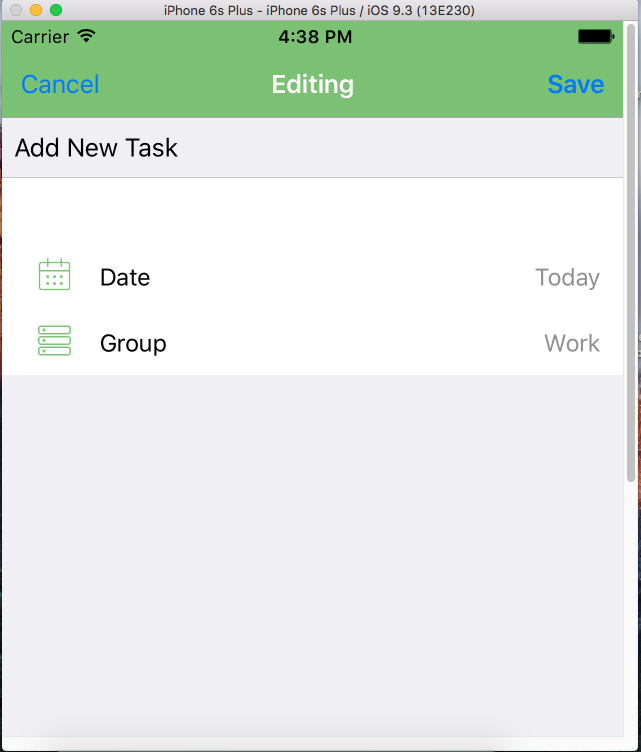 iPhone 6s Plus - iPhone 6s Plus / iOS 9.3 (13E230)
Carrier 4:38 PM
Cancel Editing Save
Add New Task
Date Today
Group Work